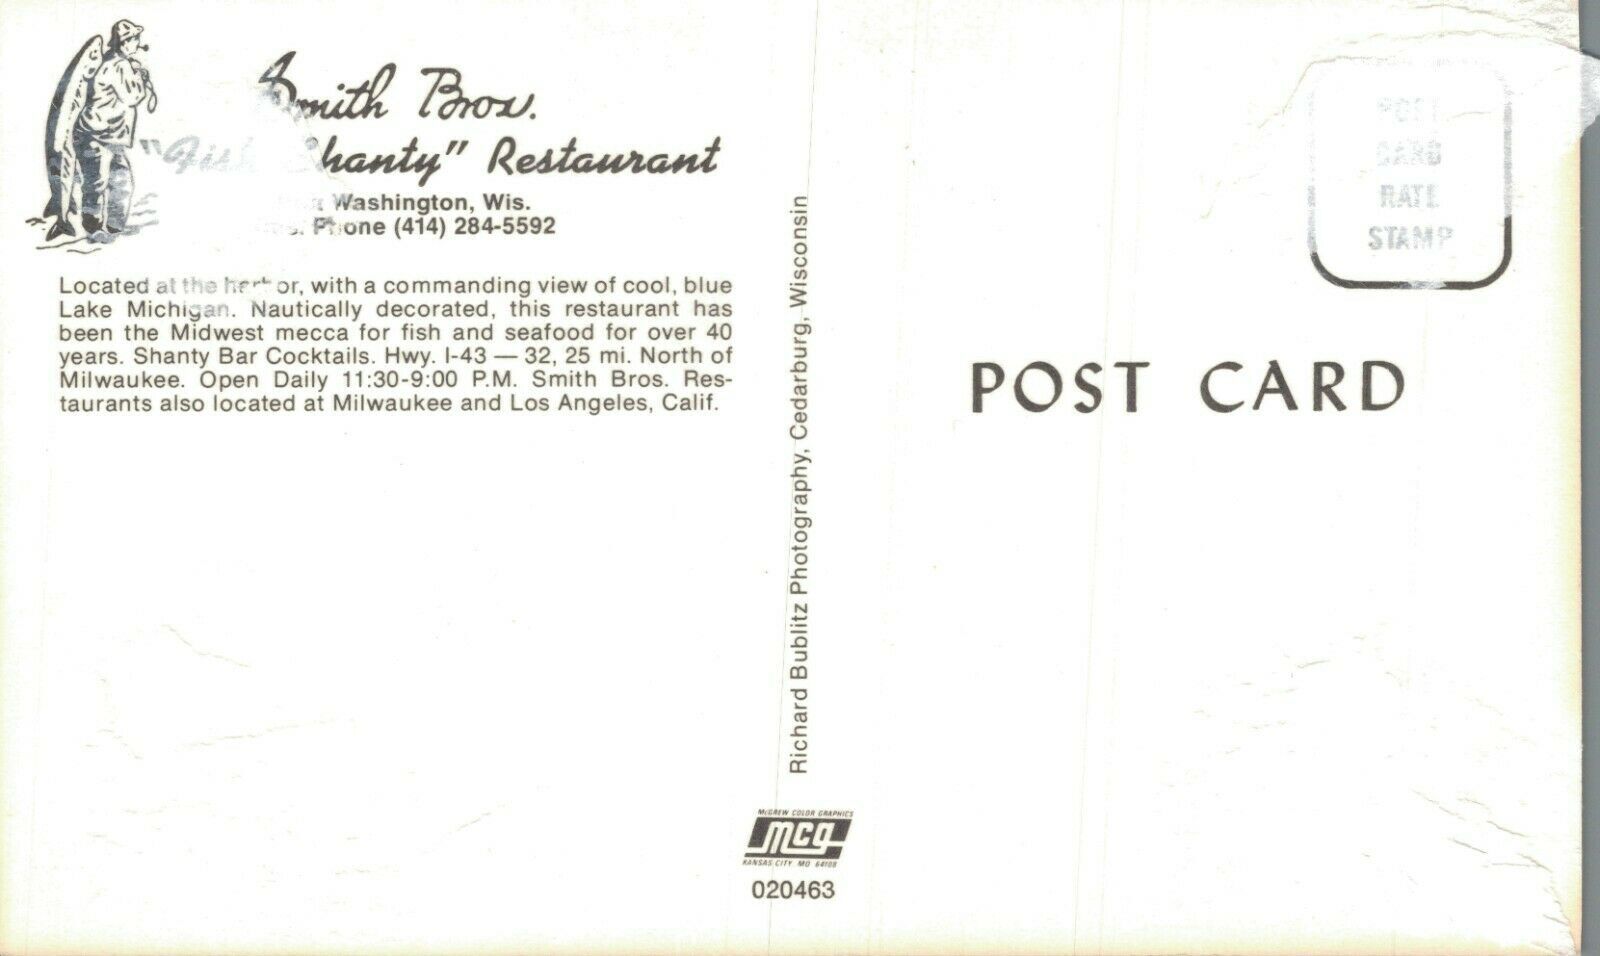 Smith Bros.
"Fish Shanty" Restaurant
Port Washington, Wis.
Phone (414) 284-5592
Located at the harbor, with a commanding view of cool, blue
Lake Michigan. Nautically decorated, this restaurant has
been the Midwest mecca for fish and seafood for over 40
years. Shanty Bar Cocktails. Hwy. I-43 — 32, 25 mi. North of
Milwaukee. Open Daily 11:30-9:00 P.M. Smith Bros. Res-
taurants also located at Milwaukee and Los Angeles, Calif.
Richard Bublitz Photography, Cedarburg, Wisconsin
McGREW COLOR GRAPHICS
mcg
KANSAS CITY MO 64108
020463
POST
CARD
RATE
STAMP
POST CARD